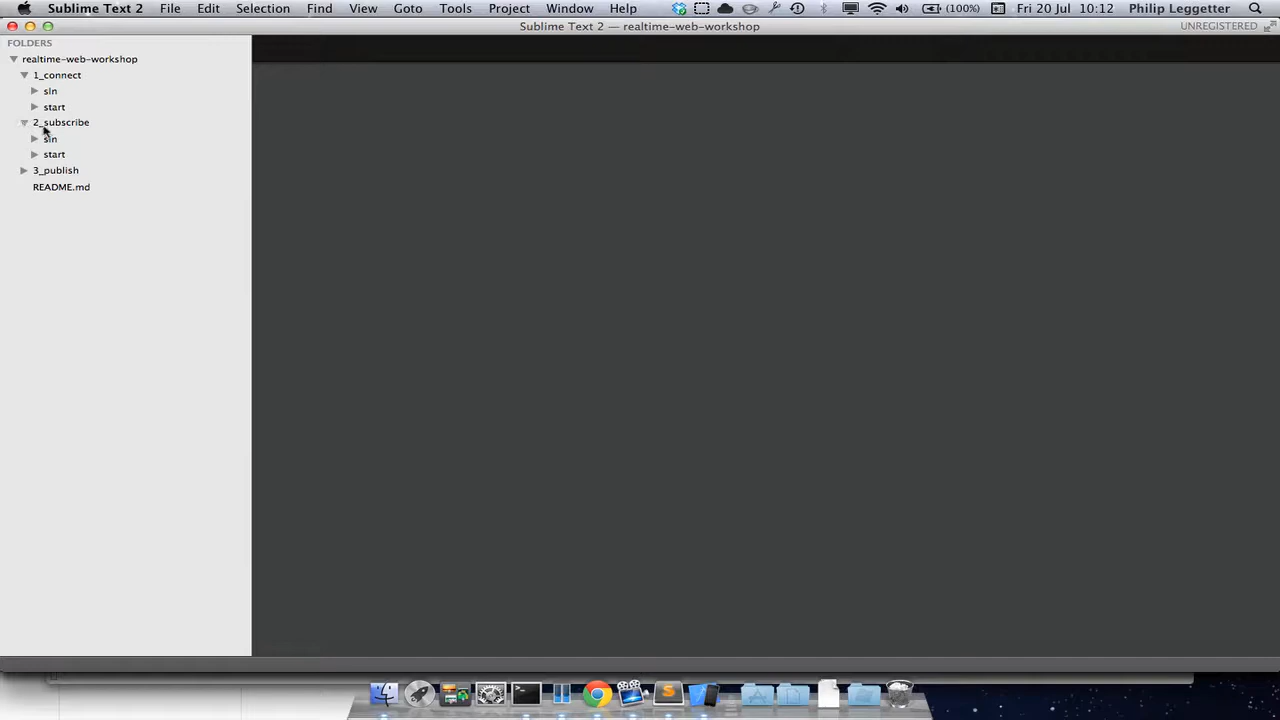 Sublime Text 2 File Edit Selection Find View Goto Tools Project Window Help (100%) Fri 20 Jul 10:12 Philip Leggetter
Sublime Text 2 — realtime-web-workshop UNREGISTERED
FOLDERS
realtime-web-workshop
1_connect
sln
start
2_subscribe
sln
start
3_publish
README.md